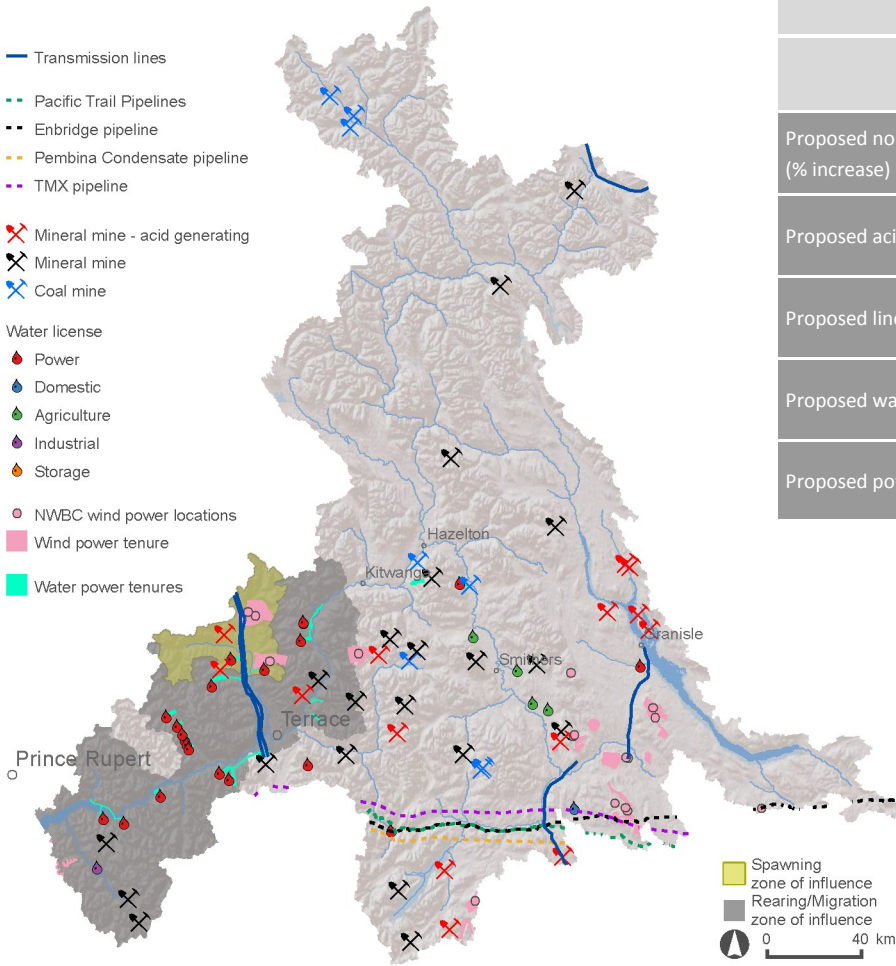 Transmission lines
Pacific Trail Pipelines
Enbridge pipeline
Pembina Condensate pipeline
TMX pipeline
Mineral mine - acid generating
Mineral mine
Coal mine
Water license
Power
Domestic
Agriculture
Industrial
Storage
NWBC wind power locations
Wind power tenure
Water power tenures
Hazelton
Kitwanga
Granisle
Smithers
Terrace
Prince Rupert
Spawning
zone of influence
Rearing/Migration
zone of influence
0 40 km
Proposed no
(% increase)
Proposed aci
Proposed line
Proposed wa
Proposed po